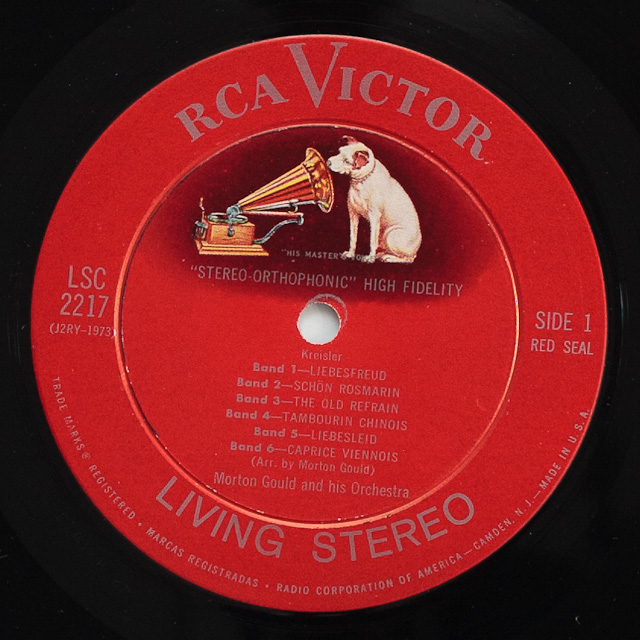 RCA VICTOR
"HIS MASTER'S VOICE"
"STEREO-ORTHOPHONIC" HIGH FIDELITY
LSC
2217
(J2RY-1973)
SIDE 1
RED SEAL
Kreisler
Band 1—LIEBESFREUD
Band 2—SCHÖN ROSMARIN
Band 3—THE OLD REFRAIN
Band 4—TAMBOURIN CHINOIS
Band 5—LIEBESLEID
Band 6—CAPRICE VIENNOIS
(Arr. by Morton Gould)
Morton Gould and his Orchestra
LIVING STEREO
TRADE MARKS ® REGISTERED • MARCAS REGISTRADAS • RADIO CORPORATION OF AMERICA—CAMDEN, N. J.—MADE IN U.S.A.